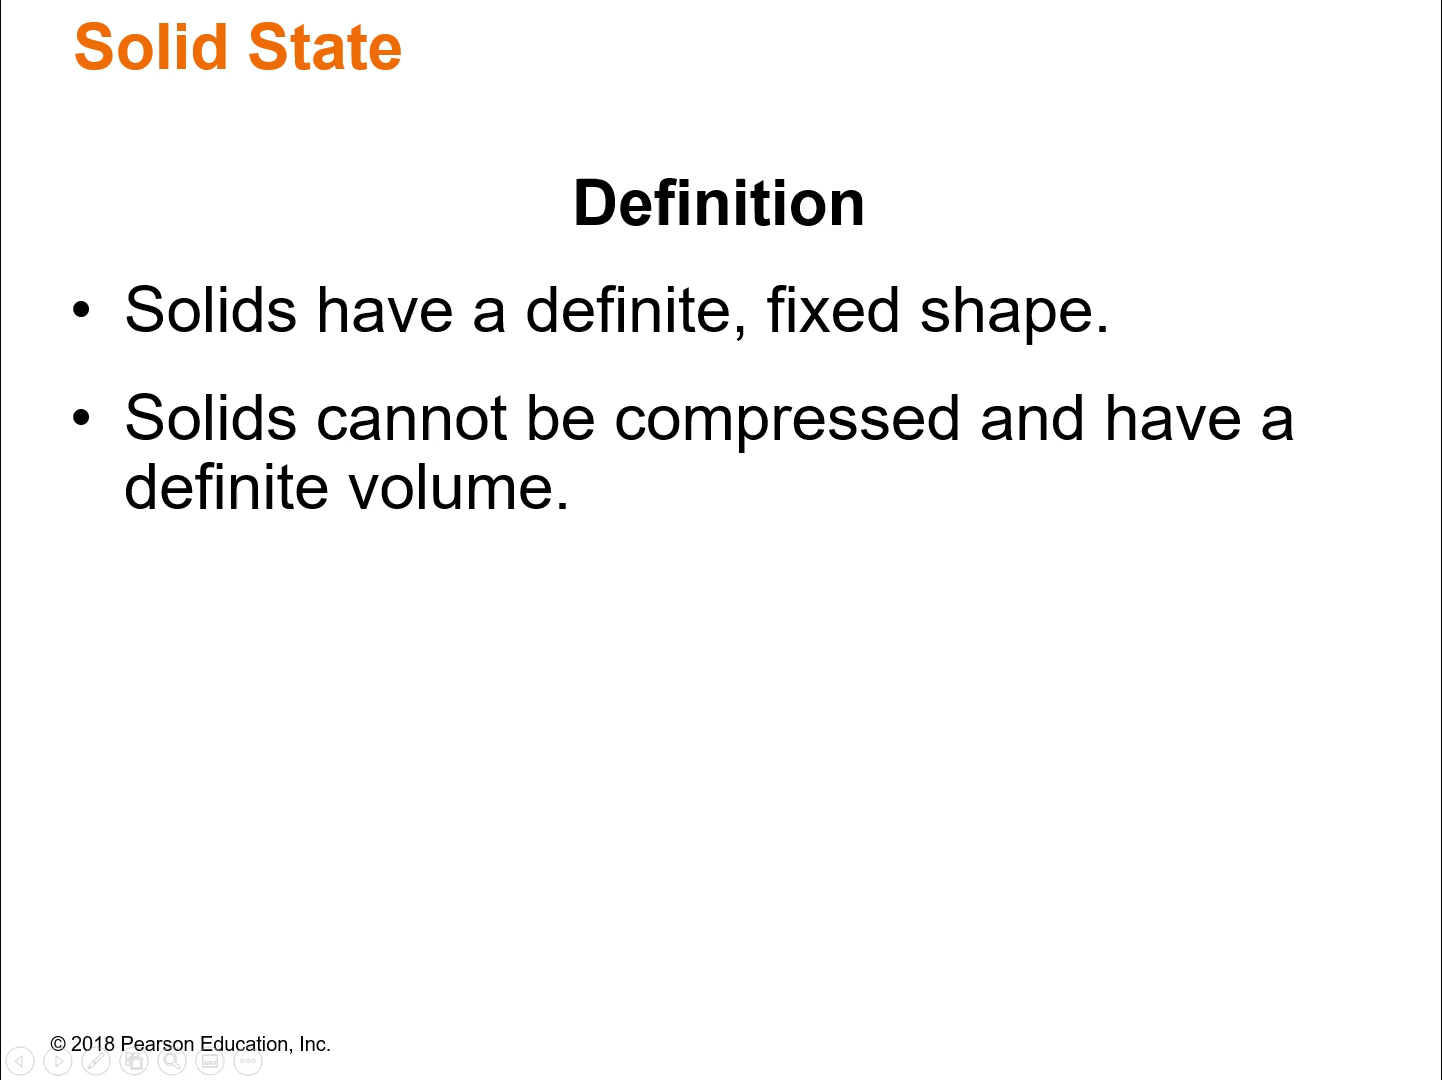 Solid State
Definition
• Solids have a definite, fixed shape.
• Solids cannot be compressed and have a
definite volume.
© 2018 Pearson Education, Inc.